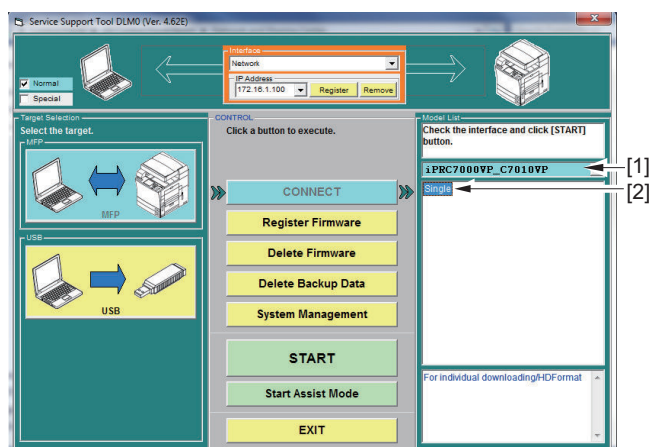 Service Support Tool DLM0 (Ver. 4.62E)
Interface
Network
IP Address
172.16.1.100
Register
Remove
Normal
Special
Target Selection
Select the target.
MFP
MFP
USB
USB
CONTROL
Click a button to execute.
CONNECT
Register Firmware
Delete Firmware
Delete Backup Data
System Management
START
Start Assist Mode
EXIT
Model List
Check the interface and click [START]
button.
iPRC7000VP_C7010VP
[1]
Single
[2]
For individual downloading/HDFormat